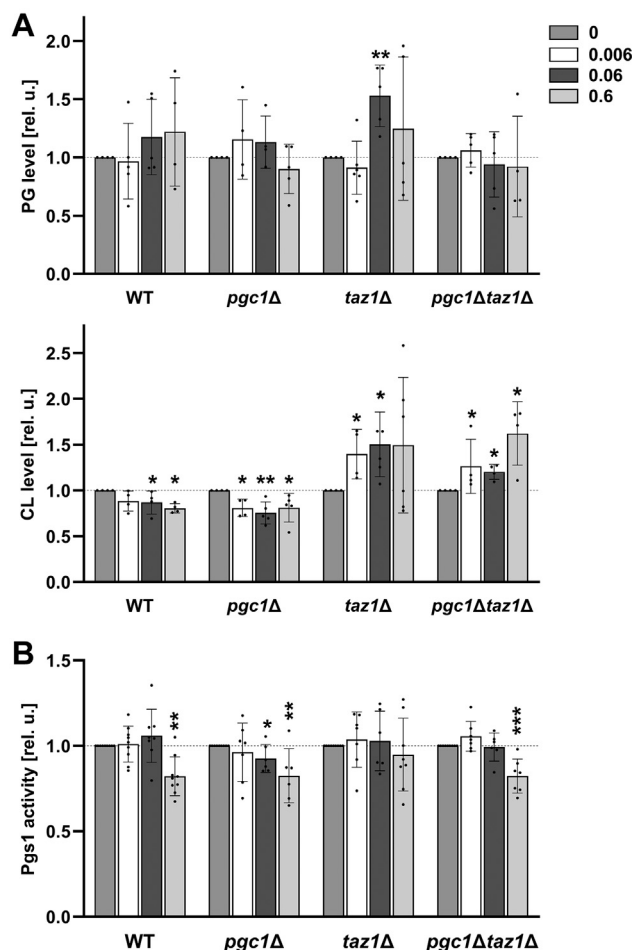 A
0
0.006
0.06
0.6
PG level [rel. u.]
2.0
1.5
1.0
0.5
0.0
**
WT pgc1Δ taz1Δ pgc1Δtaz1Δ
CL level [rel. u.]
2.5
2.0
1.5
1.0
0.5
0.0
* * * ** * * * * * *
WT pgc1Δ taz1Δ pgc1Δtaz1Δ
B
Pgs1 activity [rel. u.]
1.5
1.0
0.5
0.0
** * ** ***
WT pgc1Δ taz1Δ pgc1Δtaz1Δ